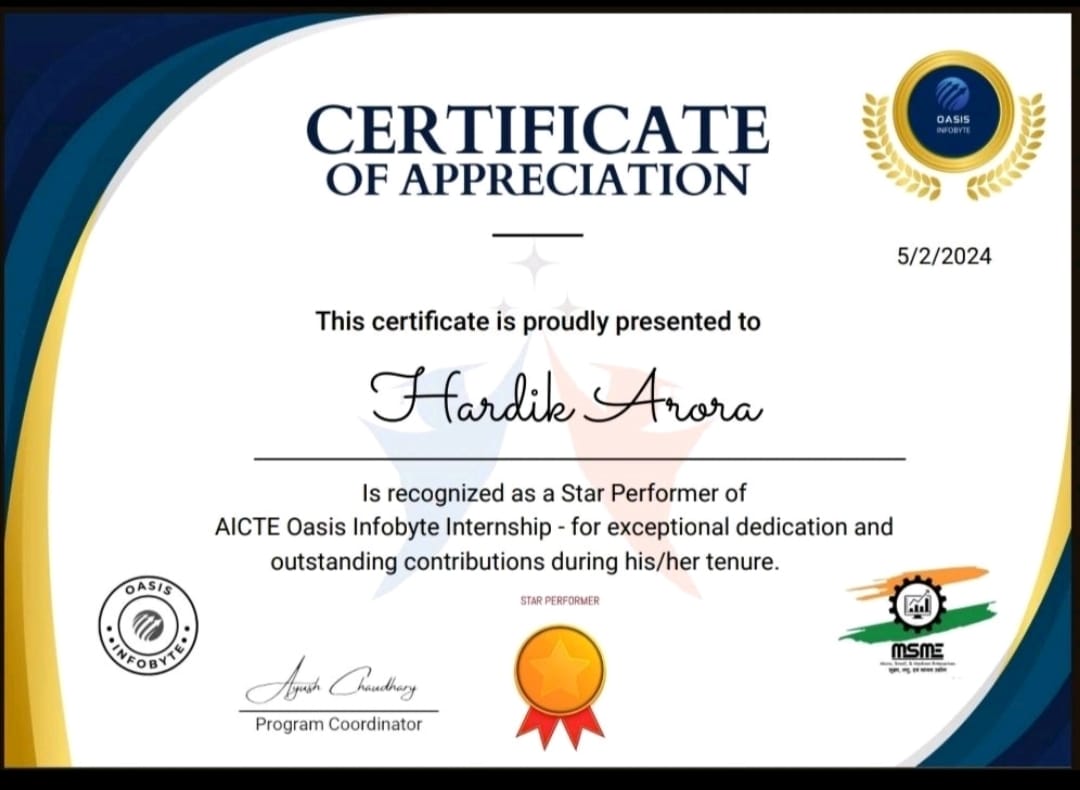 CERTIFICATE
OF APPRECIATION
OASIS
INFOBYTE
5/2/2024
This certificate is proudly presented to
Hardik Arora
Is recognized as a Star Performer of
AICTE Oasis Infobyte Internship - for exceptional dedication and
outstanding contributions during his/her tenure.
STAR PERFORMER
OASIS
INFOBYTE
Ayush Chaudhary
Program Coordinator
MSME